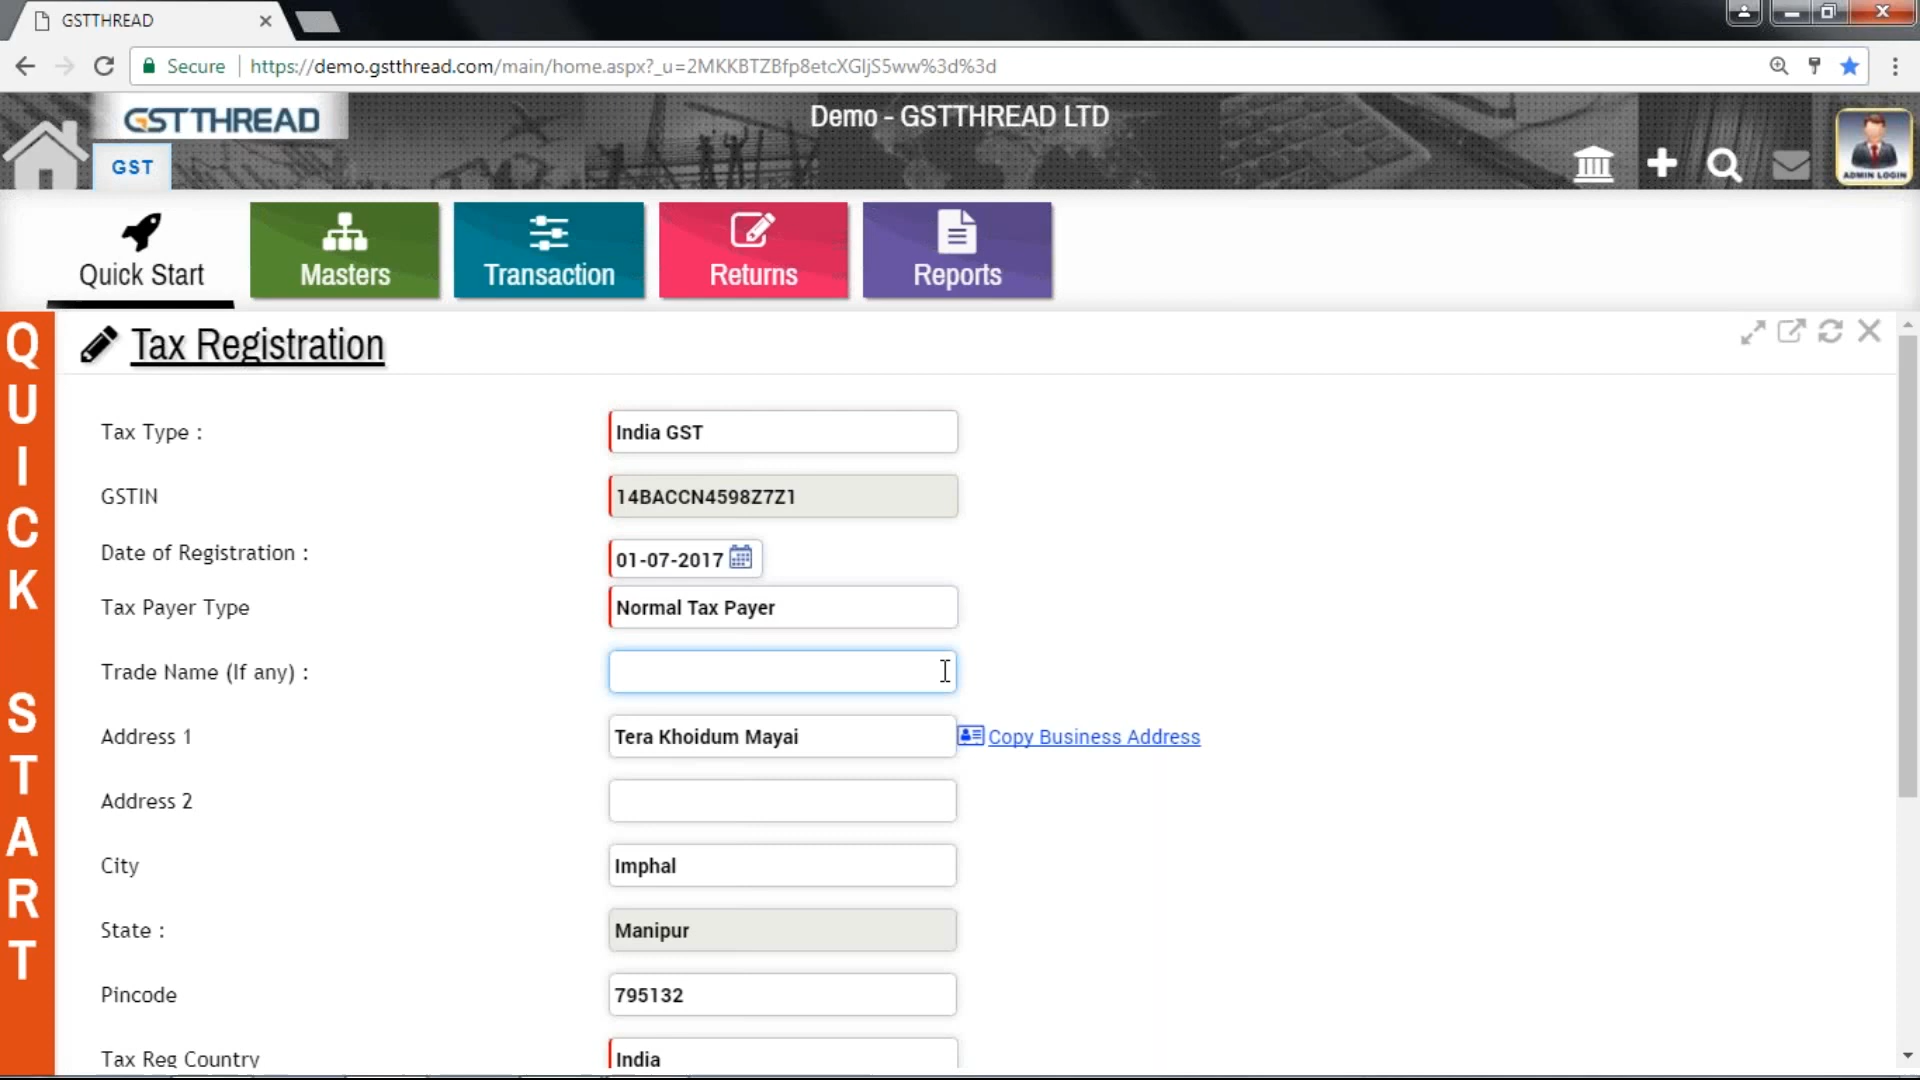 GSTTHREAD
Secure
https://demo.gstthread.com/main/home.aspx?_u=2MKKBTZBfp8etcXGIjS5ww%3d%3d
GSTTHREAD
Demo - GSTTHREAD LTD
GST
ADMIN LOGIN
Quick Start
Masters
Transaction
Returns
Reports
QUICK START
Tax Registration
Tax Type : India GST
GSTIN 14BACCN4598Z7Z1
Date of Registration : 01-07-2017
Tax Payer Type Normal Tax Payer
Trade Name (If any) :
Address 1 Tera Khoidum Mayai Copy Business Address
Address 2
City Imphal
State : Manipur
Pincode 795132
Tax Reg Country India